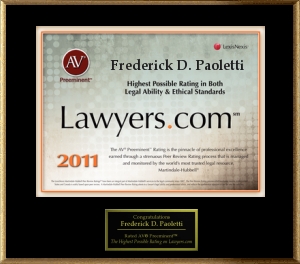 LexisNexis
AV
Preeminent™
Frederick D. Paoletti
Highest Possible Rating in Both
Legal Ability & Ethical Standards
Lawyers.com℠
2011
The AV® Preeminent™ Rating is the pinnacle of professional excellence
earned through a strenuous Peer Review Rating process that is managed
and monitored by the world's most trusted legal resource
Martindale-Hubbell®
Congratulations
Frederick D. Paoletti
Rated AV® Preeminent™
The Highest Possible Rating on Lawyers.com